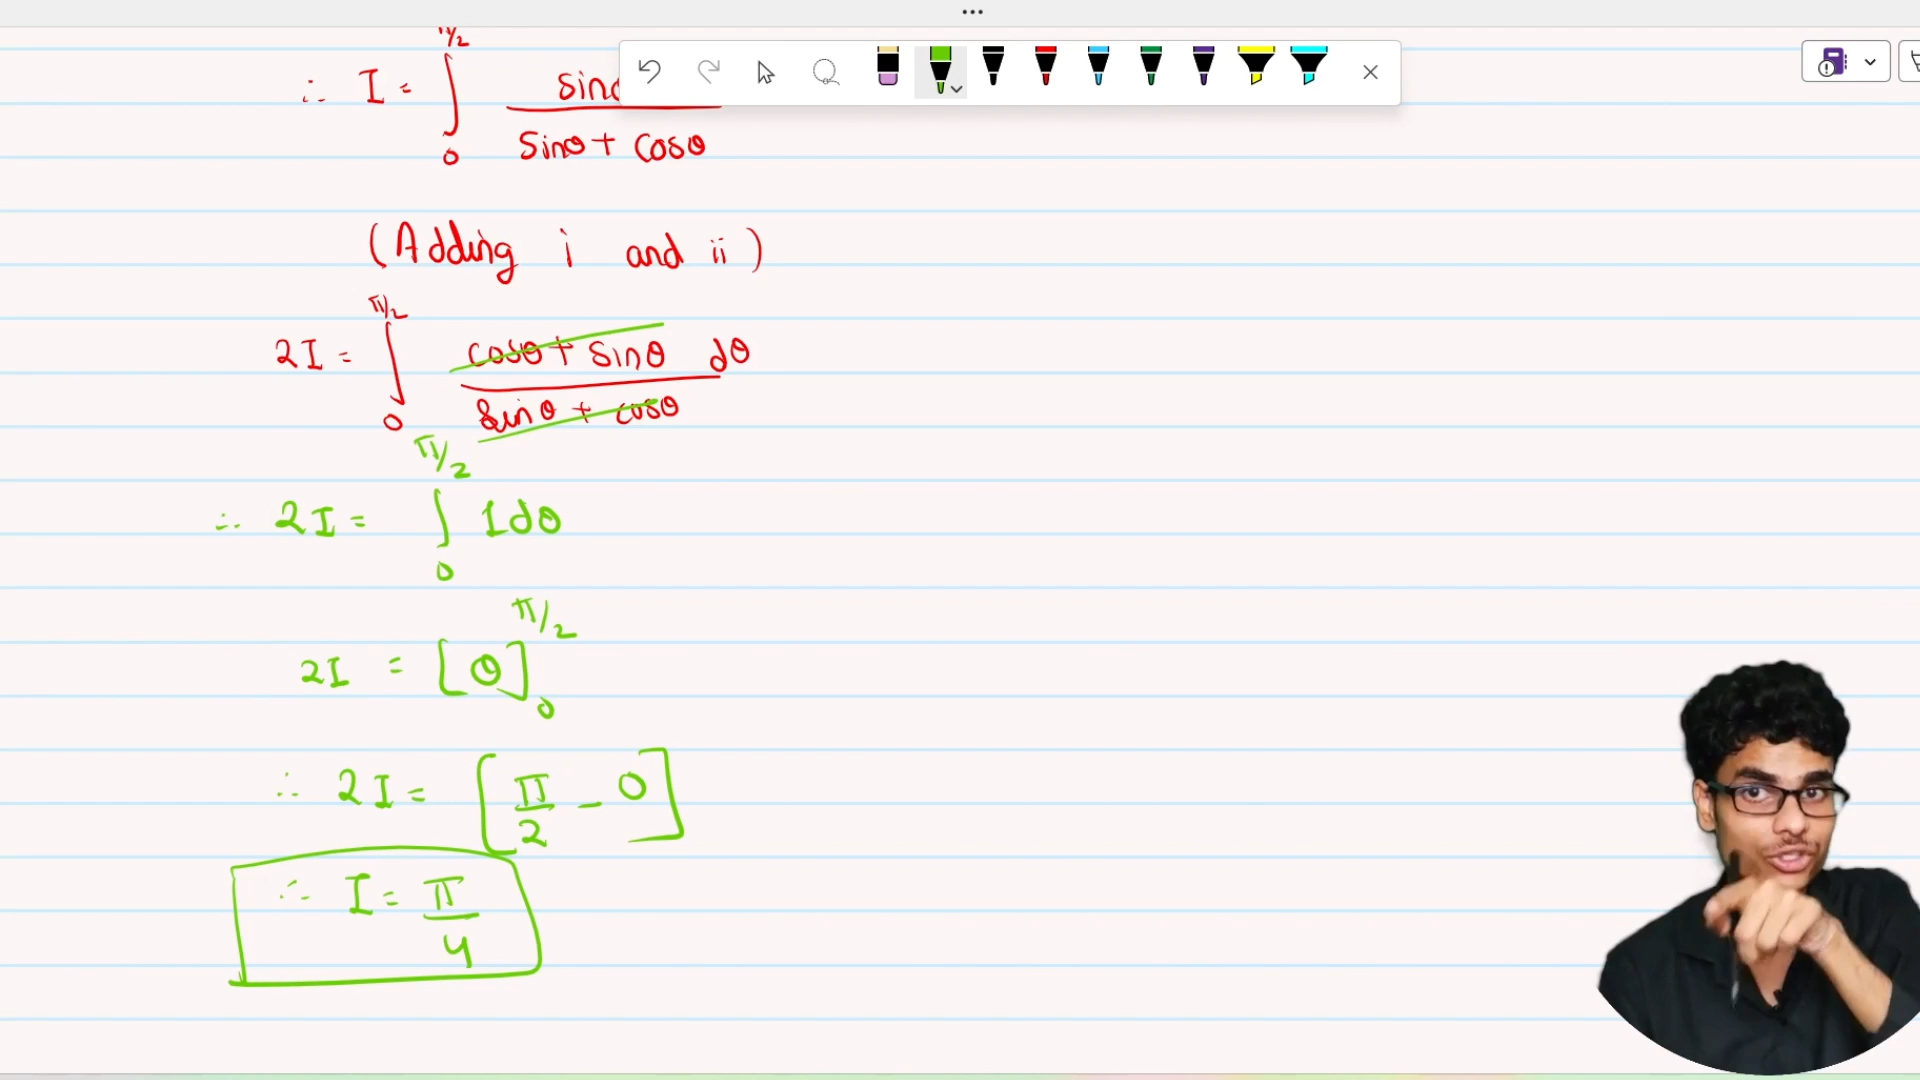 π/2
∴ I = ∫
sinθ + cosθ
0
(Adding i and ii)
π/2
2I = ∫ cosθ + sinθ dθ
sinθ + cosθ
0
π/2
∴ 2I = ∫ 1dθ
0
π/2
2I = [θ]
0
∴ 2I = [π/2 - 0]
∴ I = π/4